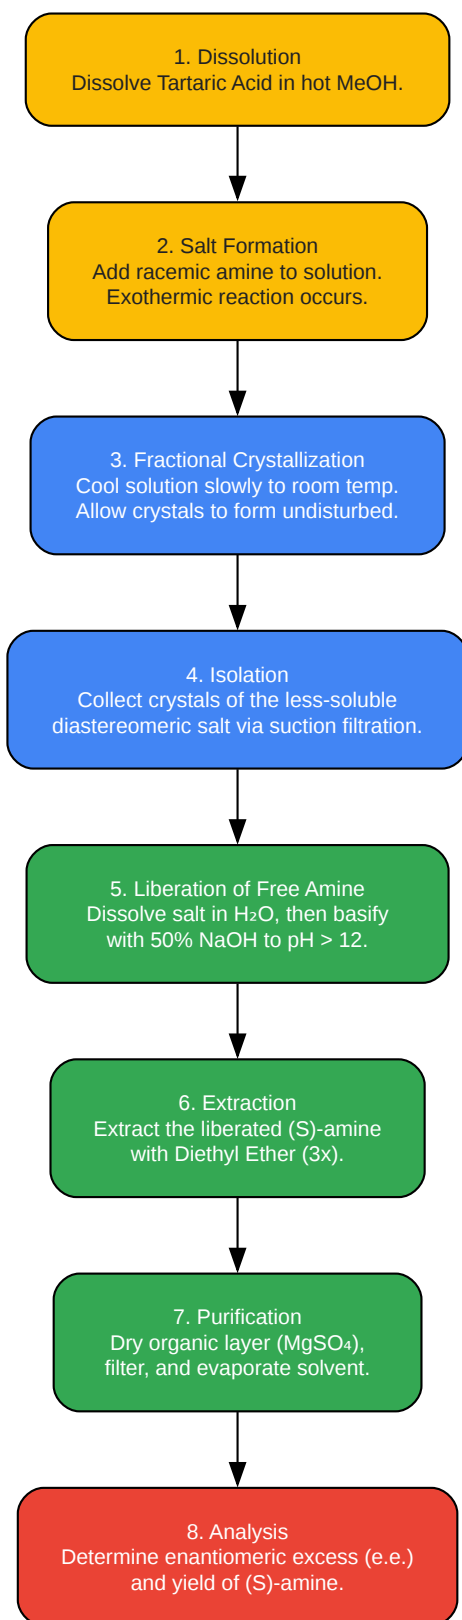 1. Dissolution
Dissolve Tartaric Acid in hot MeOH.
2. Salt Formation
Add racemic amine to solution.
Exothermic reaction occurs.
3. Fractional Crystallization
Cool solution slowly to room temp.
Allow crystals to form undisturbed.
4. Isolation
Collect crystals of the less-soluble
diastereomeric salt via suction filtration.
5. Liberation of Free Amine
Dissolve salt in H₂O, then basify
with 50% NaOH to pH > 12.
6. Extraction
Extract the liberated (S)-amine
with Diethyl Ether (3x).
7. Purification
Dry organic layer (MgSO₄),
filter, and evaporate solvent.
8. Analysis
Determine enantiomeric excess (e.e.)
and yield of (S)-amine.